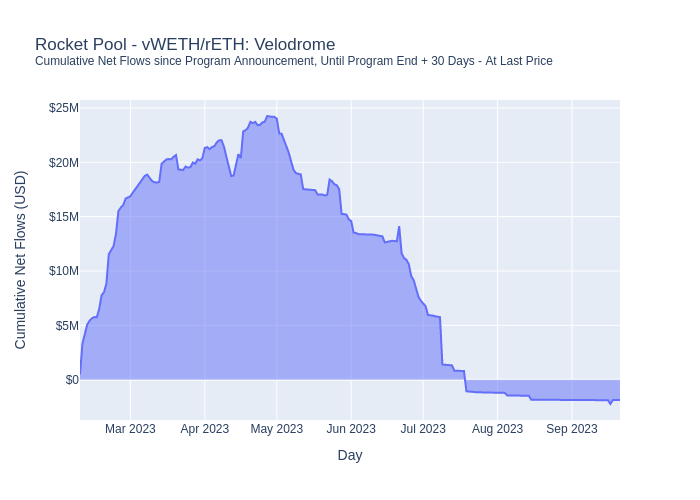 Rocket Pool - vWETH/rETH: Velodrome
Cumulative Net Flows since Program Announcement, Until Program End + 30 Days - At Last Price
Cumulative Net Flows (USD)
$25M
$20M
$15M
$10M
$5M
$0
Mar 2023
Apr 2023
May 2023
Jun 2023
Jul 2023
Aug 2023
Sep 2023
Day